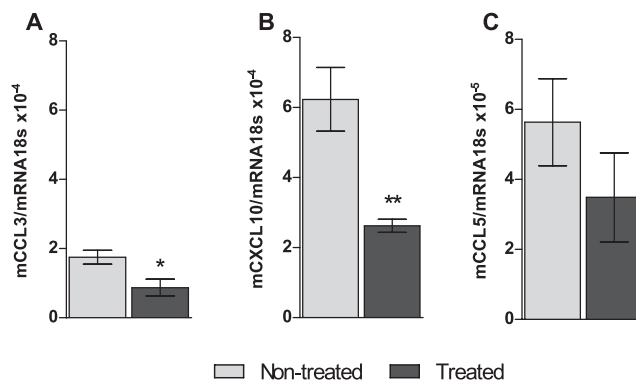 A
mCCL3/mRNA18s x10-4
8
6
4
2
0
*
B
mCXCL10/mRNA18s x10-4
8
6
4
2
0
**
C
mCCL5/mRNA18s x10-5
8
6
4
2
0
Non-treated
Treated